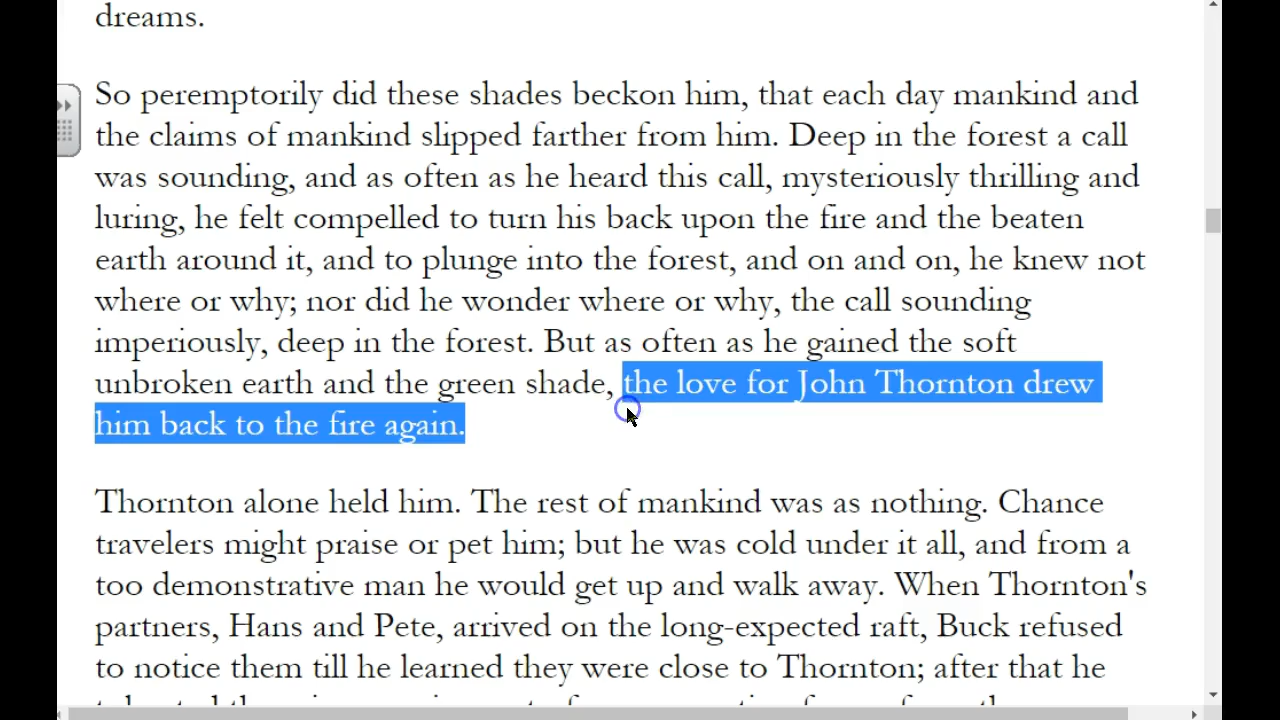 dreams.
So peremptorily did these shades beckon him, that each day mankind and
the claims of mankind slipped farther from him. Deep in the forest a call
was sounding, and as often as he heard this call, mysteriously thrilling and
luring, he felt compelled to turn his back upon the fire and the beaten
earth around it, and to plunge into the forest, and on and on, he knew not
where or why; nor did he wonder where or why, the call sounding
imperiously, deep in the forest. But as often as he gained the soft
unbroken earth and the green shade, the love for John Thornton drew
him back to the fire again.
Thornton alone held him. The rest of mankind was as nothing. Chance
travelers might praise or pet him; but he was cold under it all, and from a
too demonstrative man he would get up and walk away. When Thornton's
partners, Hans and Pete, arrived on the long-expected raft, Buck refused
to notice them till he learned they were close to Thornton; after that he